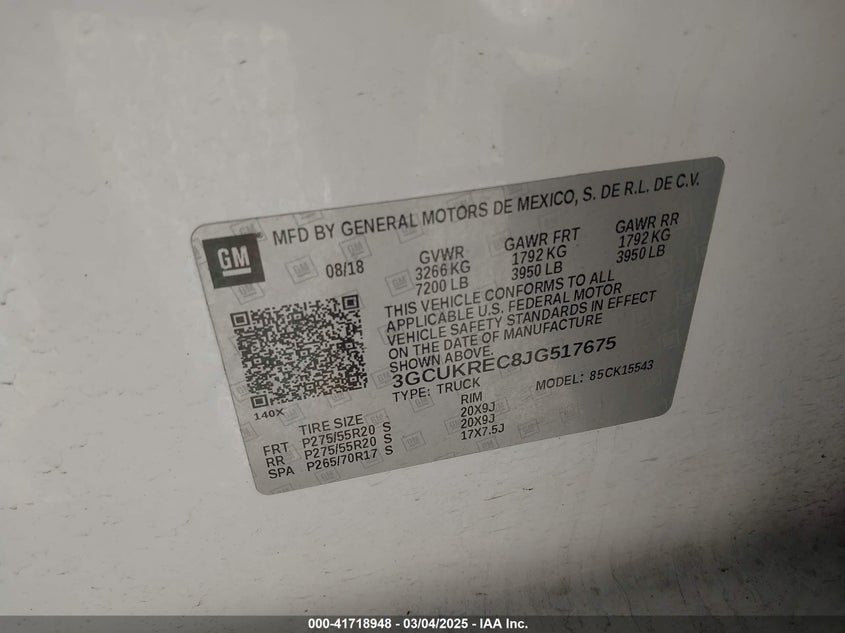 GM
MFD BY GENERAL MOTORS DE MEXICO, S. DE R.L. DE C.V.
08/18
GVWR GAWR FRT GAWR RR
3266 KG 1792 KG 1792 KG
7200 LB 3950 LB 3950 LB
THIS VEHICLE CONFORMS TO ALL
APPLICABLE U.S. FEDERAL MOTOR
VEHICLE SAFETY STANDARDS IN EFFECT
ON THE DATE OF MANUFACTURE
SHOWN ABOVE.
3GCUKREC8JG517675
TYPE: TRUCK MODEL: 85 CK15543
140X
TIRE SIZE RIM
FRT P275/55R20 S 20X9J
RR P275/55R20 S 20X9J
SPA P265/70R17 S 17X7.5J
000-41718948 - 03/04/2025 - IAA Inc.